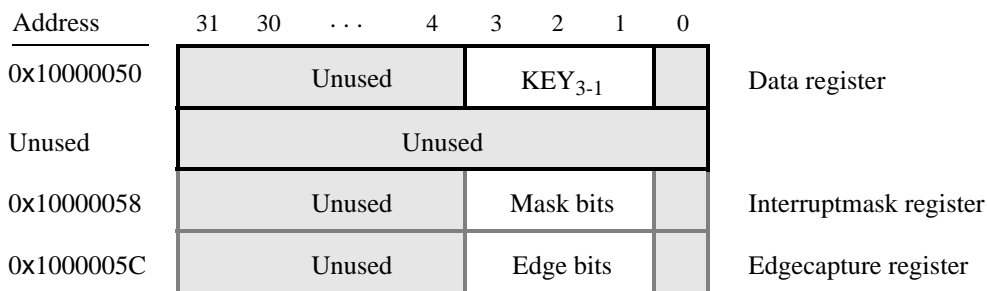 Address 31 30 · · · 4 3 2 1 0
0x10000050 Unused KEY3-1 Data register
Unused Unused
0x10000058 Unused Mask bits Interruptmask register
0x1000005C Unused Edge bits Edgecapture register